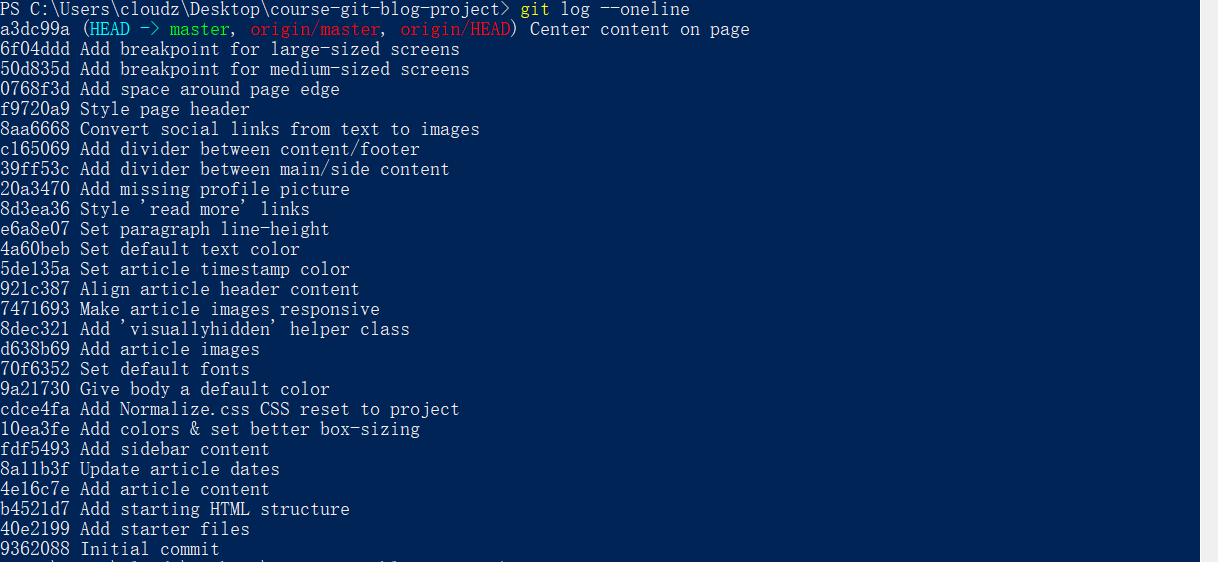 PS C:\Users\cloudz\Desktop\course-git-blog-project> git log --oneline
a3dc99a (HEAD -> master, origin/master, origin/HEAD) Center content on page
6f04ddd Add breakpoint for large-sized screens
50d835d Add breakpoint for medium-sized screens
0768f3d Add space around page edge
f9720a9 Style page header
8aa6668 Convert social links from text to images
c165069 Add divider between content/footer
39ff53c Add divider between main/side content
20a3470 Add missing profile picture
8d3ea36 Style 'read more' links
e6a8e07 Set paragraph line-height
4a60beb Set default text color
5de135a Set article timestamp color
921c387 Align article header content
7471693 Make article images responsive
8dec321 Add 'visuallyhidden' helper class
d638b69 Add article images
70f6352 Set default fonts
9a21730 Give body a default color
cdce4fa Add Normalize.css CSS reset to project
10ea3fe Add colors & set better box-sizing
fdf5493 Add sidebar content
8a11b3f Update article dates
4e16c7e Add article content
b4521d7 Add starting HTML structure
40e2199 Add starter files
9362088 Initial commit